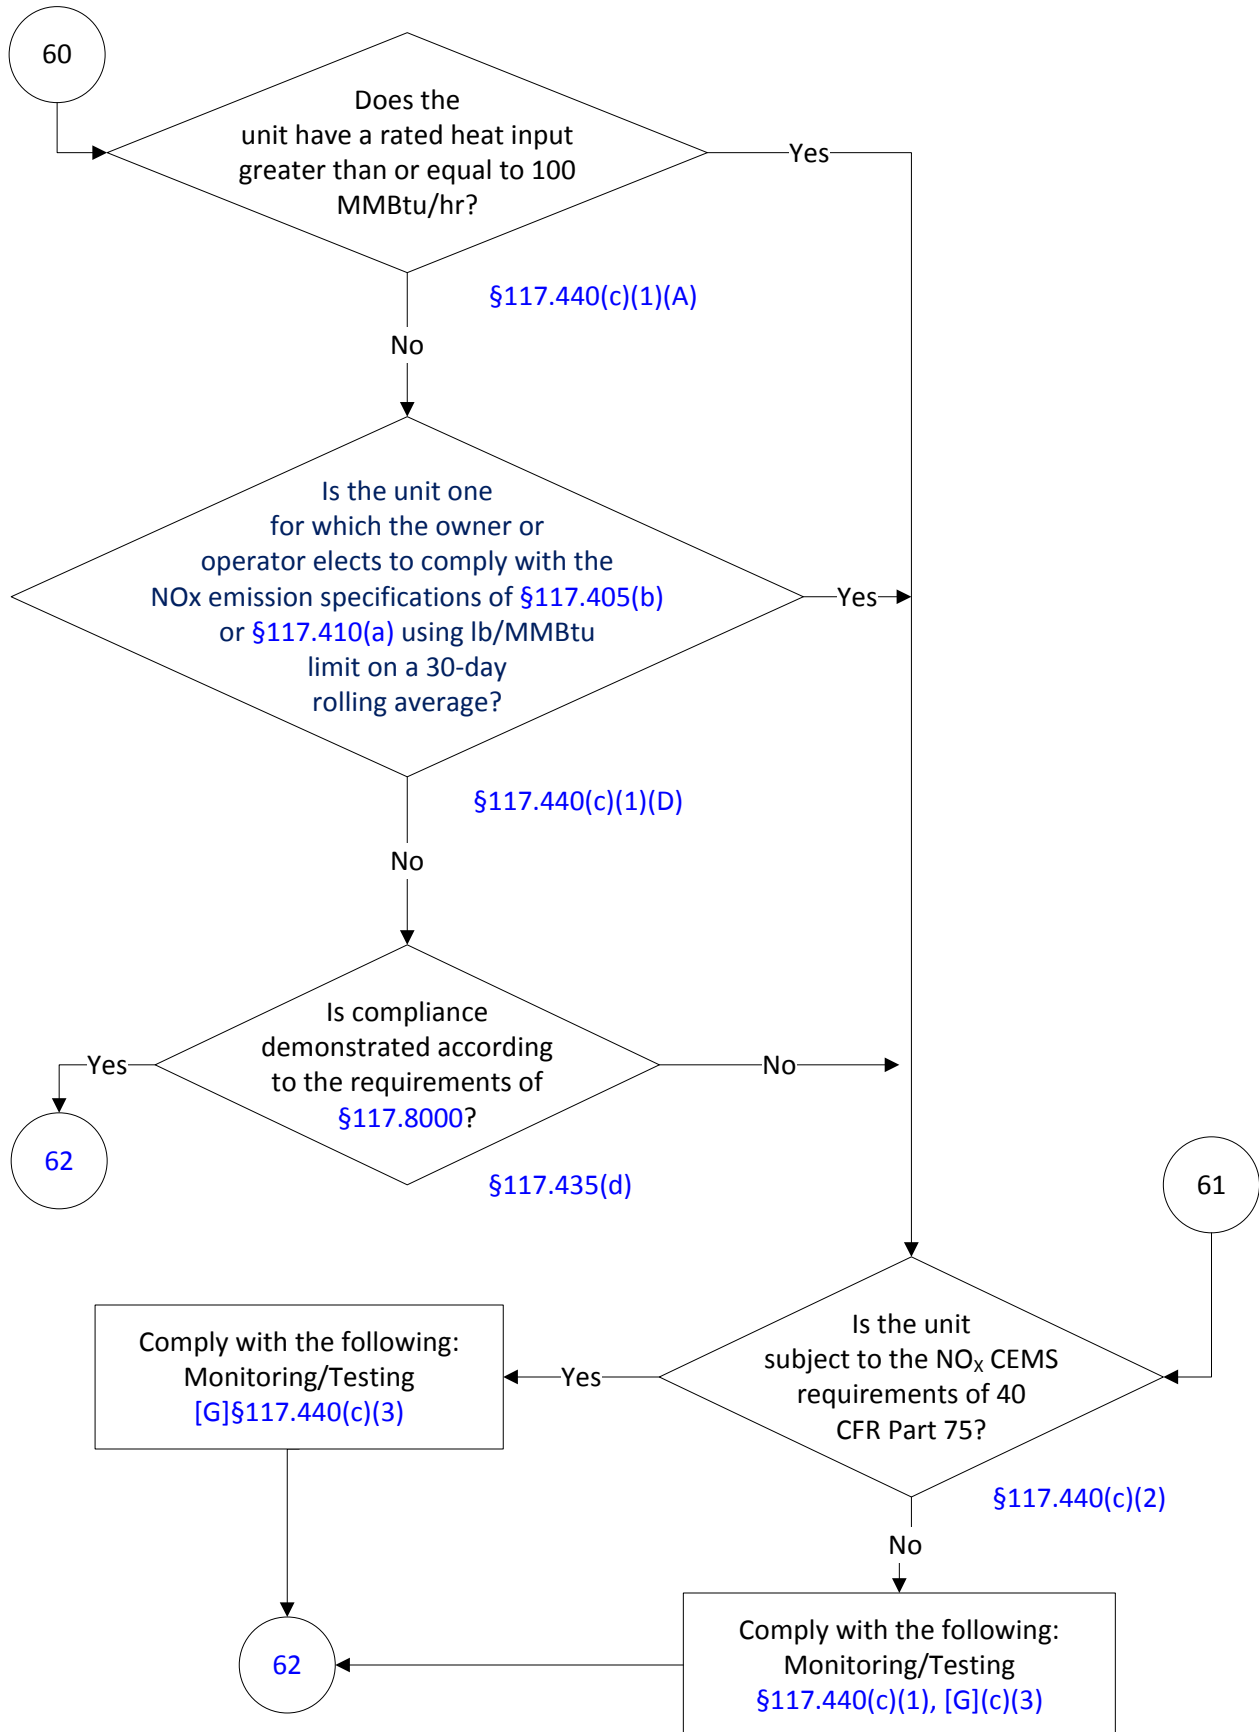 60
Does the
unit have a rated heat input
greater than or equal to 100
MMBtu/hr?
Yes
§117.440(c)(1)(A)
No
Is the unit one
for which the owner or
operator elects to comply with the
NOx emission specifications of §117.405(b)
or §117.410(a) using lb/MMBtu
limit on a 30-day
rolling average?
Yes
§117.440(c)(1)(D)
No
Is compliance
demonstrated according
to the requirements of
§117.8000?
Yes
No
62
§117.435(d)
61
Is the unit
subject to the NOX CEMS
requirements of 40
CFR Part 75?
Yes
Comply with the following:
Monitoring/Testing
[G]§117.440(c)(3)
§117.440(c)(2)
No
Comply with the following:
Monitoring/Testing
§117.440(c)(1), [G](c)(3)
62